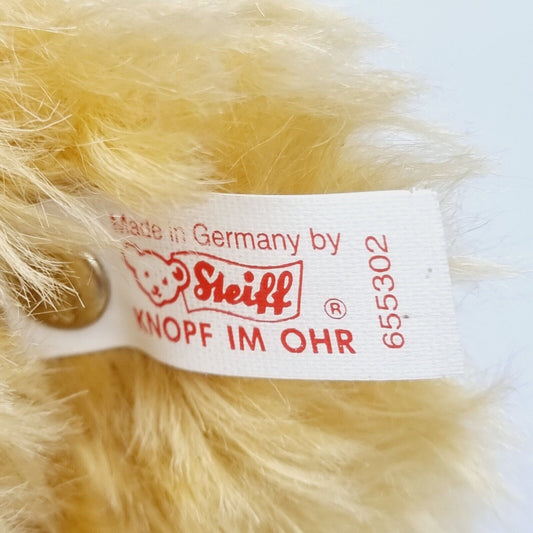 Made in Germany by
Steiff ®
KNOPF IM OHR
655302